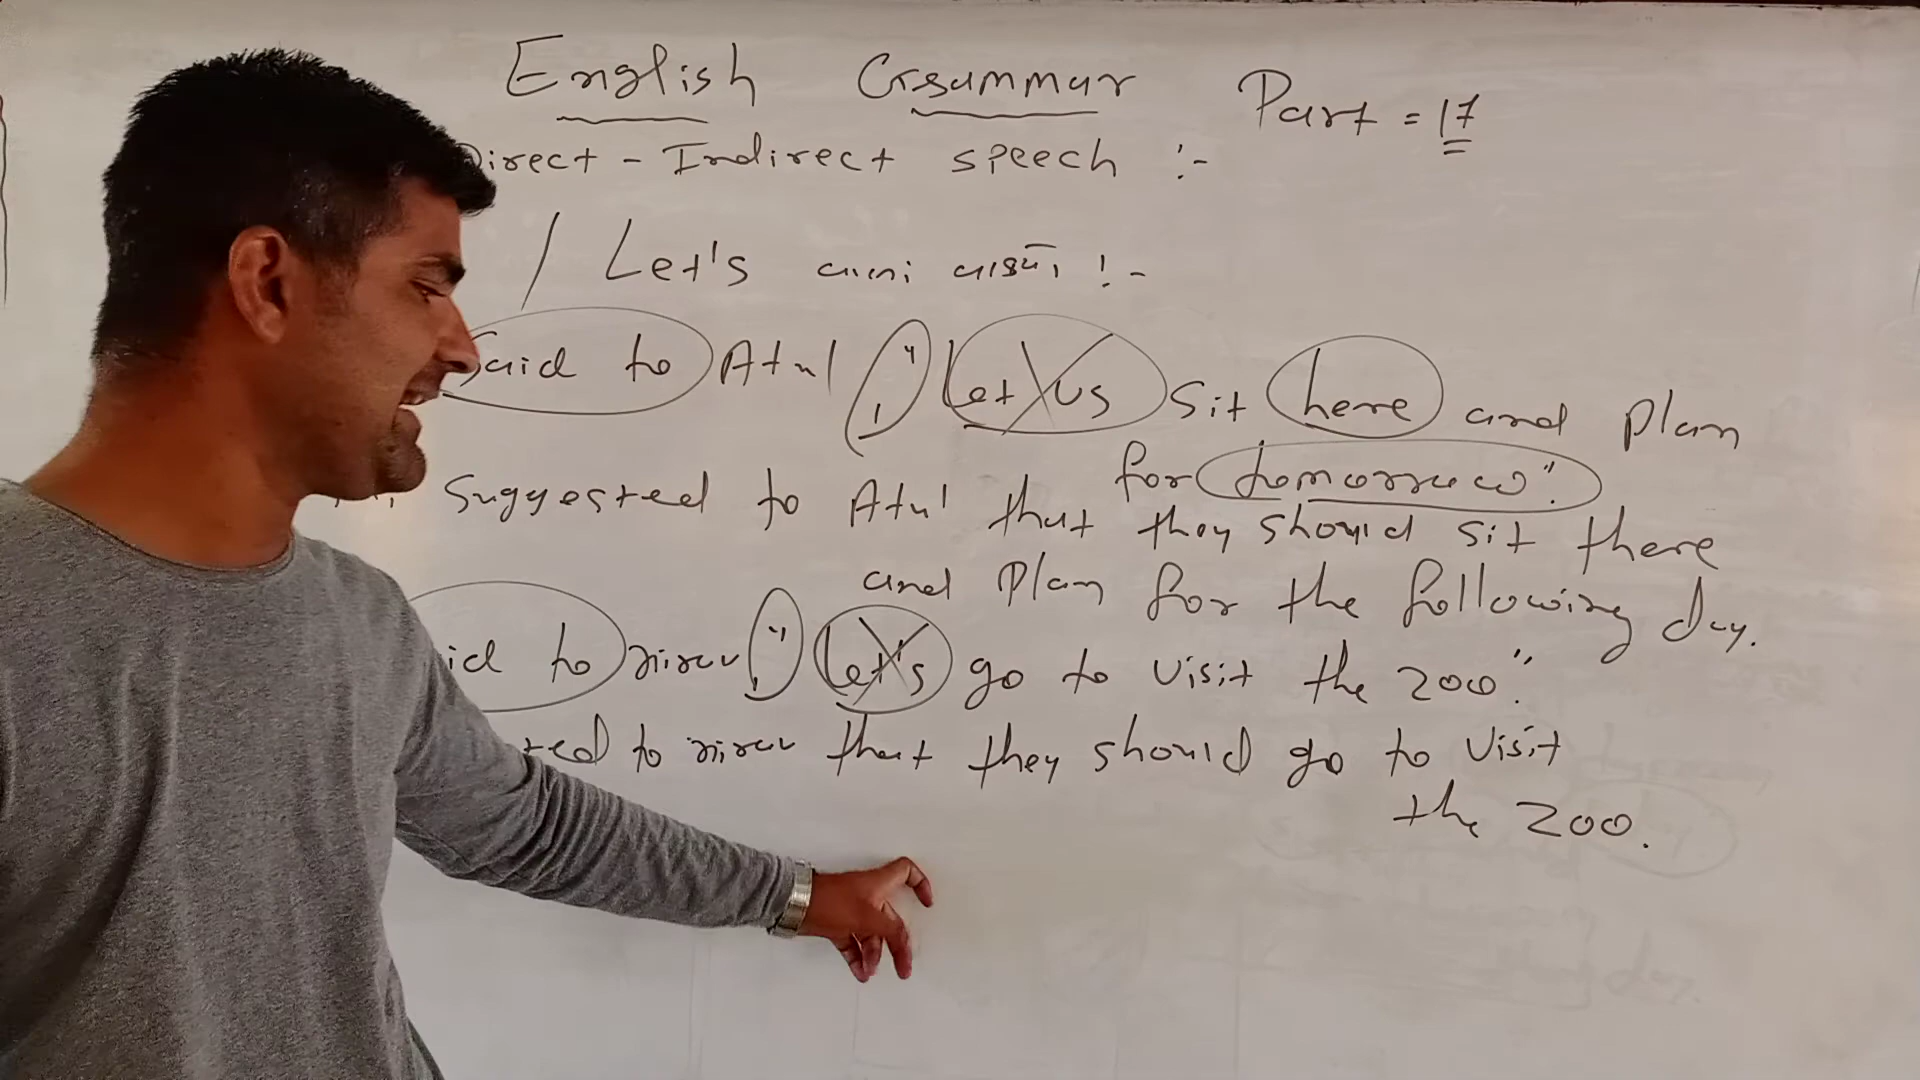 English Grammar Part = 17
Direct - Indirect speech :-
/ Let's વાળાં વાક્યો :-
Said to Atul, "Let us sit here and plan
for tomorrow".
suggested to Atul that they should sit there
and plan for the following day.
to nirav, "Let's go to visit the zoo".
to nirav that they should go to visit
the zoo.